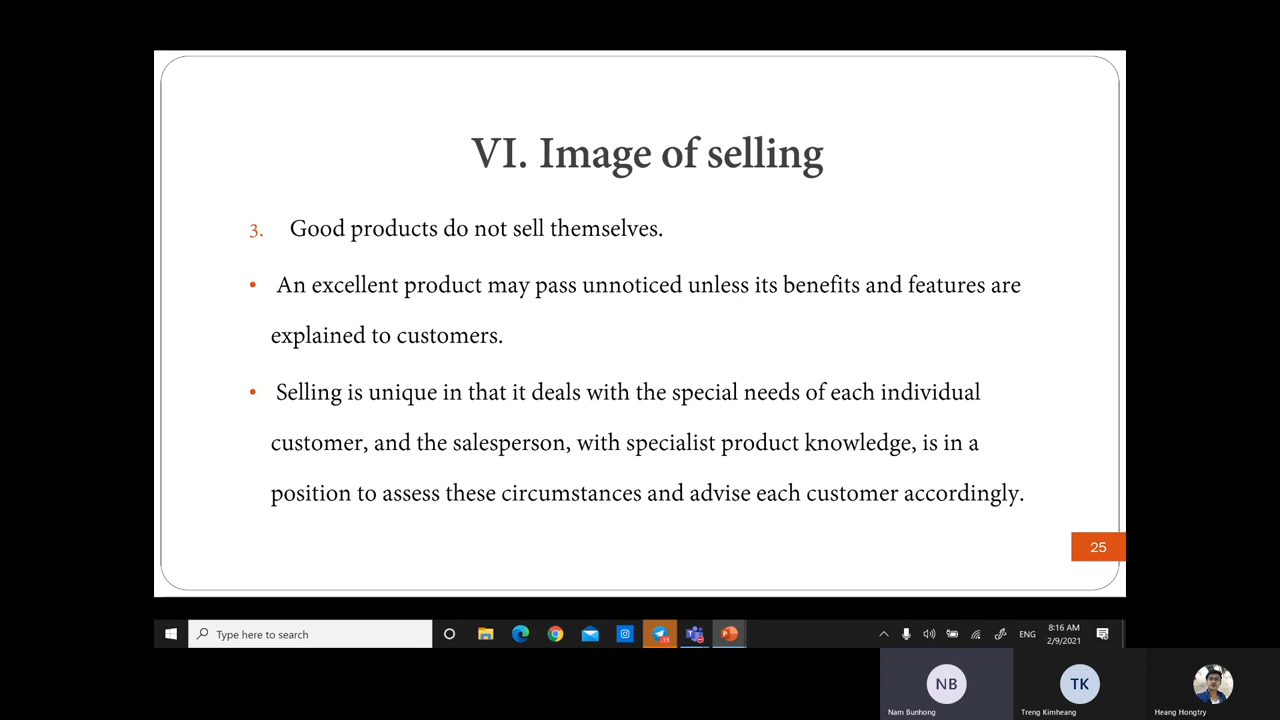 VI. Image of selling
3. Good products do not sell themselves.
• An excellent product may pass unnoticed unless its benefits and features are
explained to customers.
• Selling is unique in that it deals with the special needs of each individual
customer, and the salesperson, with specialist product knowledge, is in a
position to assess these circumstances and advise each customer accordingly.
25
Type here to search
19
ENG
8:16 AM
2/9/2021
NB
TK
Nam Bunhong
Treng Kimheang
Heang Hongtry